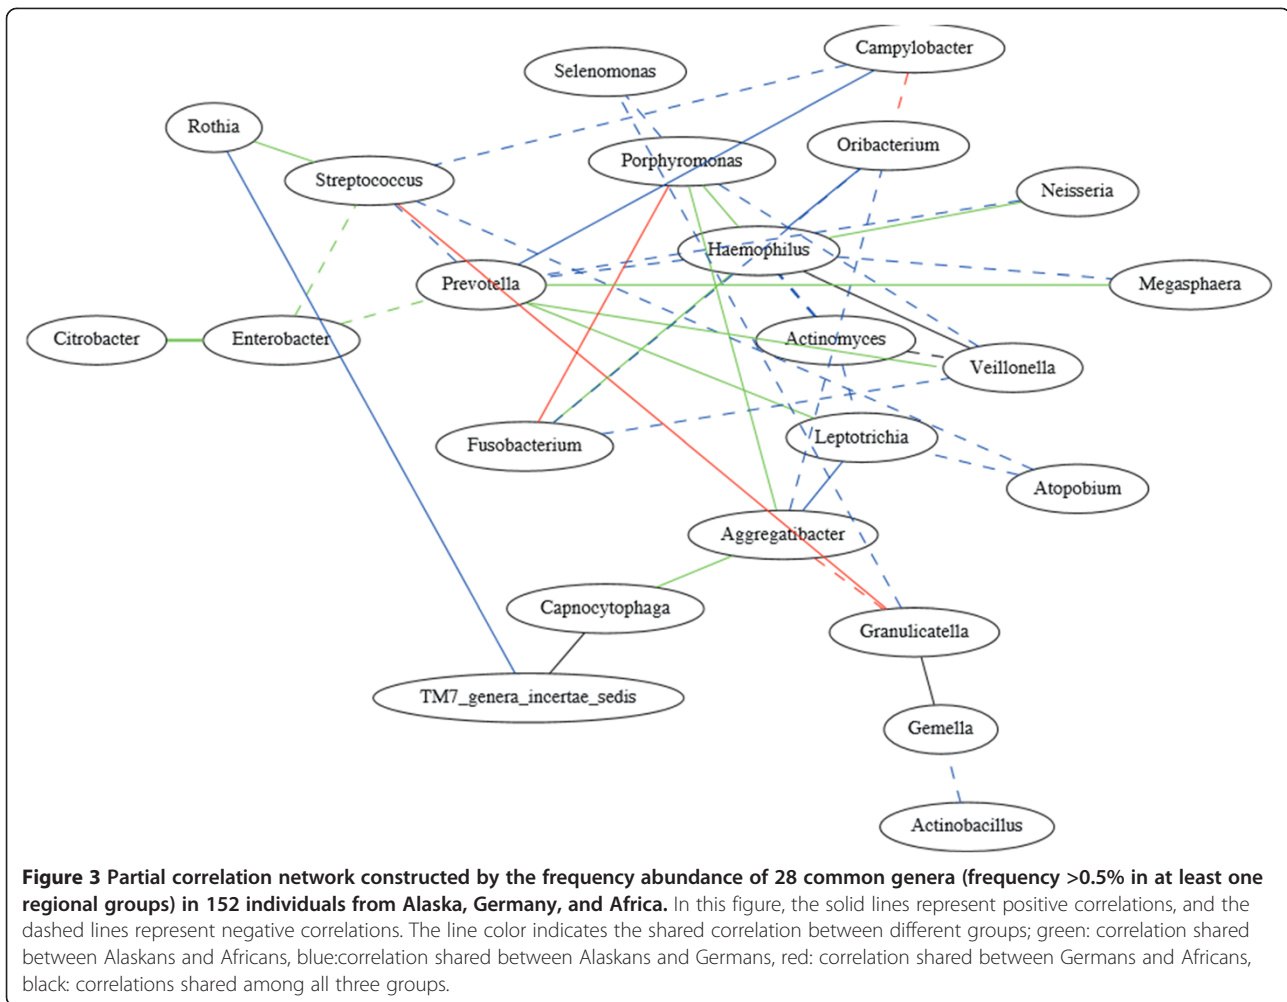 Campylobacter
Selenomonas
Rothia
Oribacterium
Porphyromonas
Streptococcus
Neisseria
Haemophilus
Prevotella
Megasphaera
Citrobacter
Enterobacter
Actinomyces
Veillonella
Fusobacterium
Leptotrichia
Atopobium
Aggregatibacter
Capnocytophaga
Granulicatella
TM7_genera_incertae_sedis
Gemella
Actinobacillus
Figure 3 Partial correlation network constructed by the frequency abundance of 28 common genera (frequency >0.5% in at least one
regional groups) in 152 individuals from Alaska, Germany, and Africa. In this figure, the solid lines represent positive correlations, and the
dashed lines represent negative correlations. The line color indicates the shared correlation between different groups; green: correlation shared
between Alaskans and Africans, blue:correlation shared between Alaskans and Germans, red: correlation shared between Germans and Africans,
black: correlations shared among all three groups.